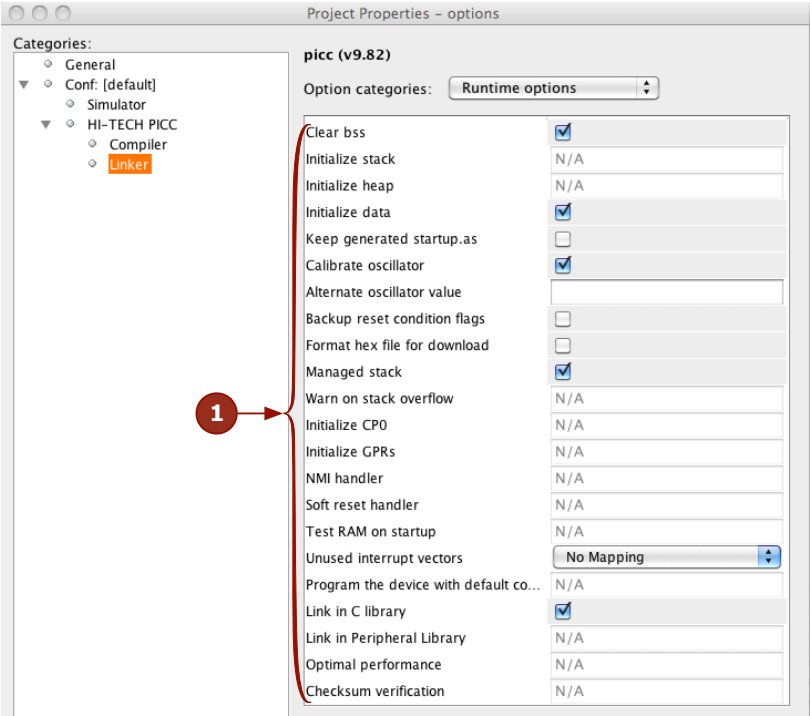 Project Properties – options
Categories:
General
Conf: [default]
Simulator
HI-TECH PICC
Compiler
Linker
picc (v9.82)
Option categories: Runtime options
1
Clear bss
Initialize stack N/A
Initialize heap N/A
Initialize data
Keep generated startup.as
Calibrate oscillator
Alternate oscillator value
Backup reset condition flags
Format hex file for download
Managed stack
Warn on stack overflow N/A
Initialize CP0 N/A
Initialize GPRs N/A
NMI handler N/A
Soft reset handler N/A
Test RAM on startup N/A
Unused interrupt vectors No Mapping
Program the device with default co... N/A
Link in C library
Link in Peripheral Library N/A
Optimal performance N/A
Checksum verification N/A